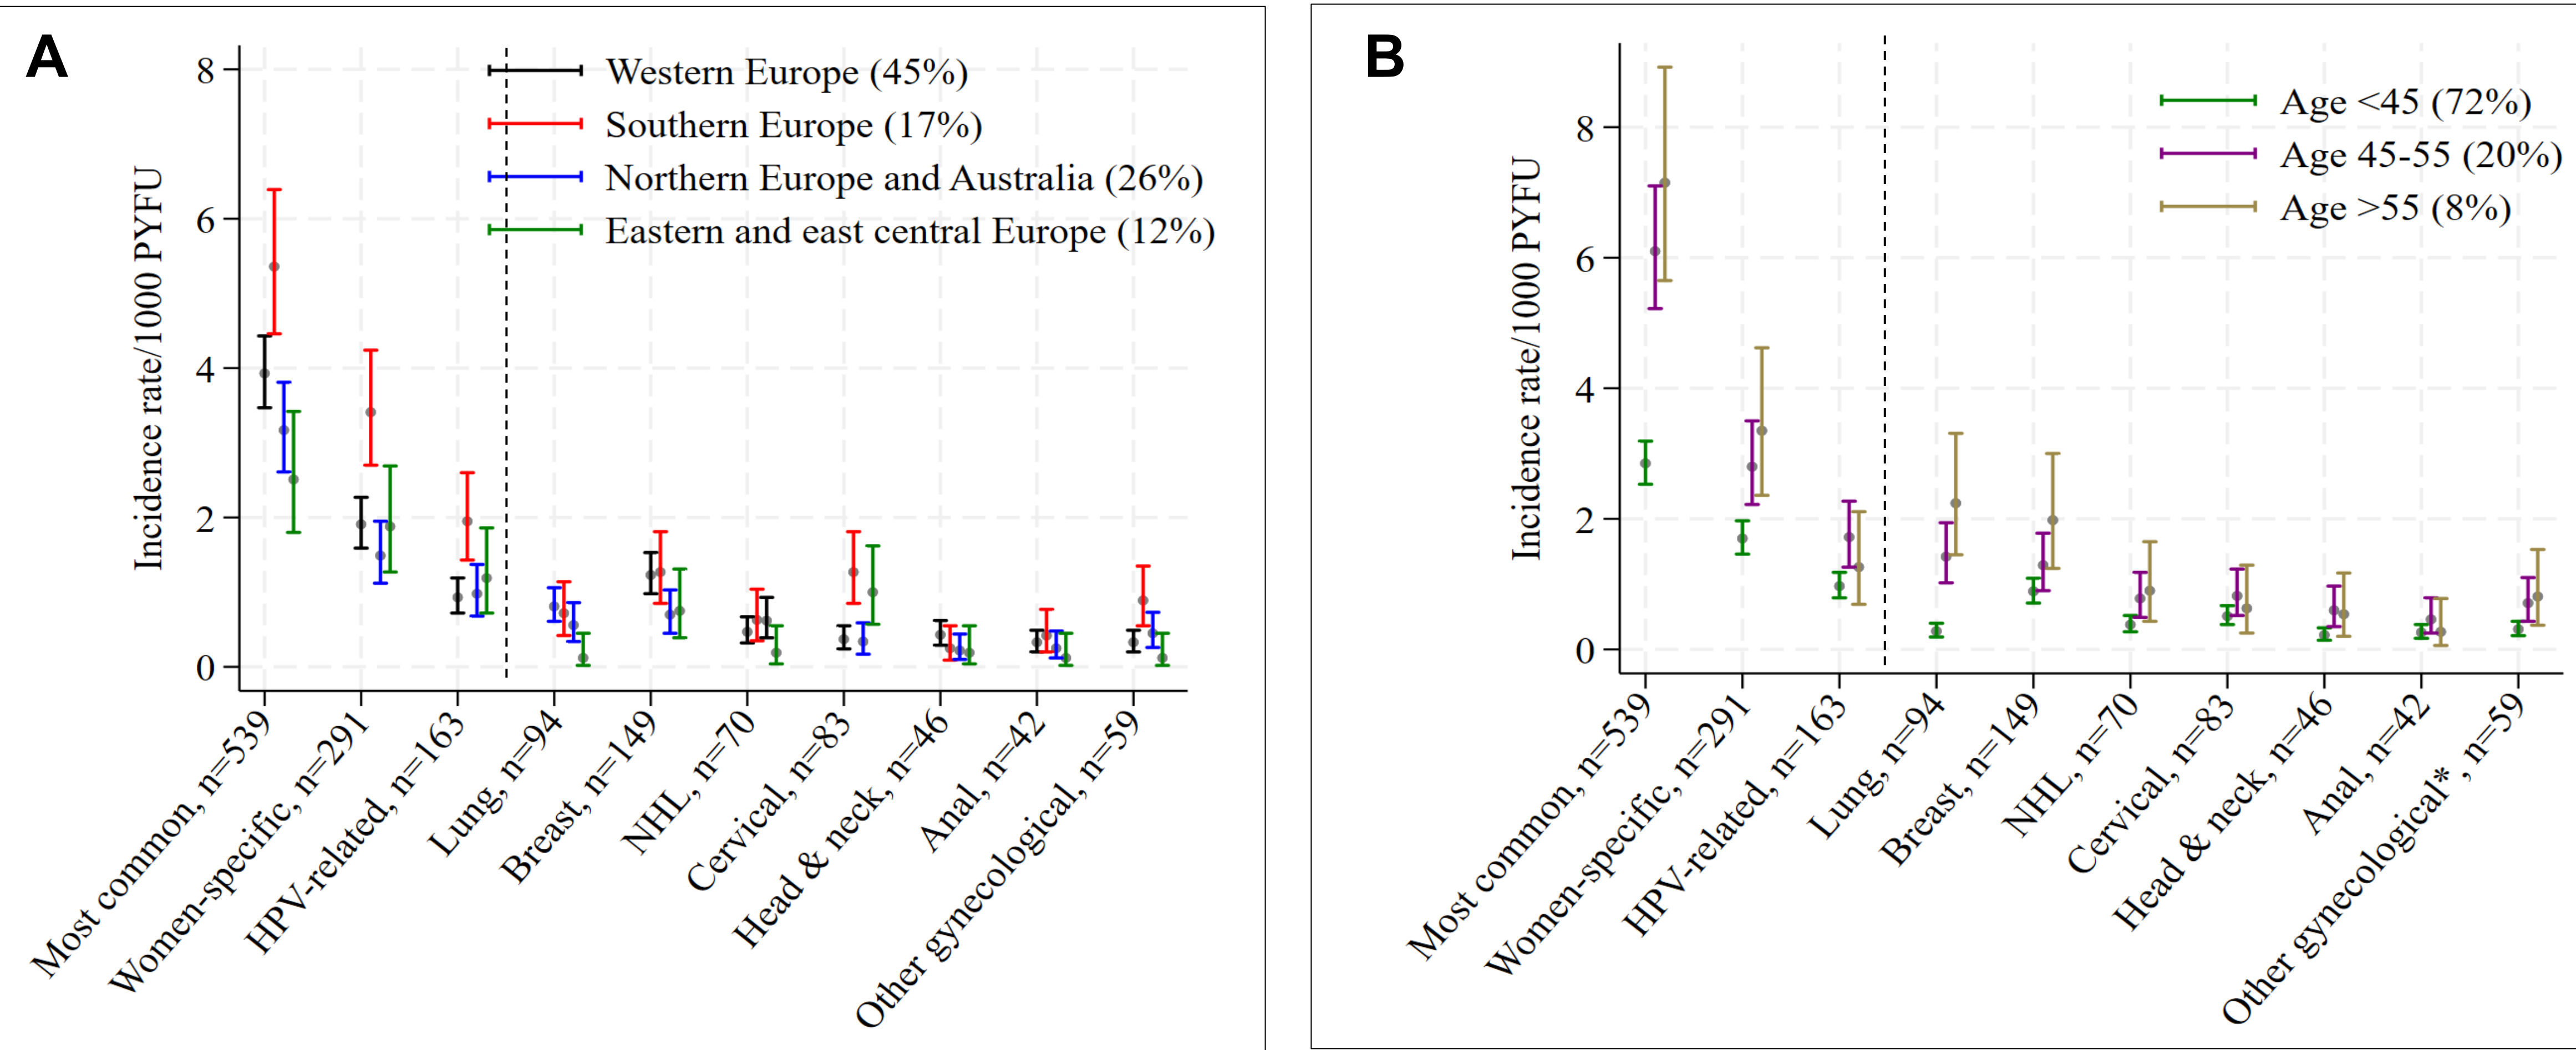 A
Incidence rate/1000 PYFU
8
6
4
2
0
Western Europe (45%)
Southern Europe (17%)
Northern Europe and Australia (26%)
Eastern and east central Europe (12%)
Most common, n=539
Women-specific, n=291
HPV-related, n=163
Lung, n=94
Breast, n=149
NHL, n=70
Cervical, n=83
Head & neck, n=46
Anal, n=42
Other gynecological, n=59
B
Incidence rate/1000 PYFU
8
6
4
2
0
Age <45 (72%)
Age 45-55 (20%)
Age >55 (8%)
Most common, n=539
Women-specific, n=291
HPV-related, n=163
Lung, n=94
Breast, n=149
NHL, n=70
Cervical, n=83
Head & neck, n=46
Anal, n=42
Other gynecological* , n=59